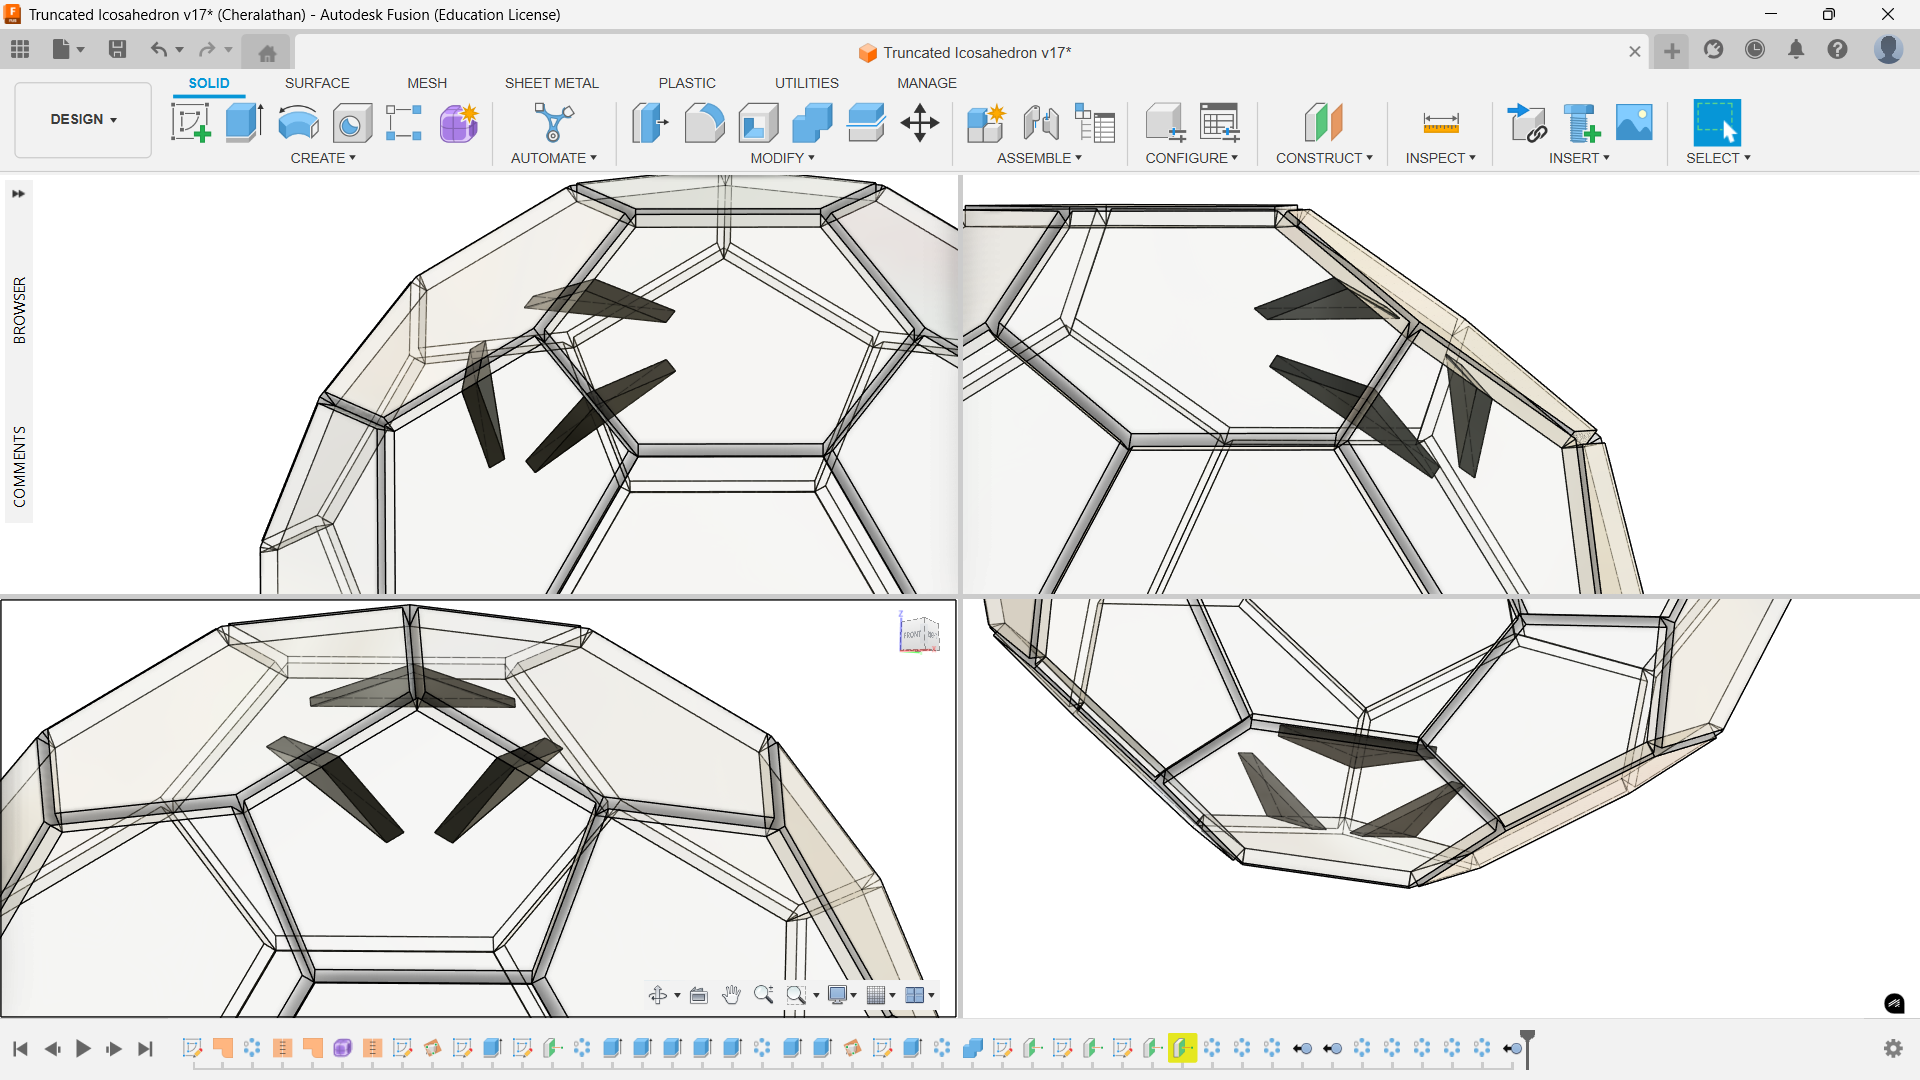 Truncated Icosahedron v17* (Cheralathan) - Autodesk Fusion (Education License)
Truncated Icosahedron v17*
SOLID SURFACE MESH SHEET METAL PLASTIC UTILITIES MANAGE
DESIGN
CREATE AUTOMATE MODIFY ASSEMBLE CONFIGURE CONSTRUCT INSPECT INSERT SELECT
BROWSER
COMMENTS
Z
FRONT
X